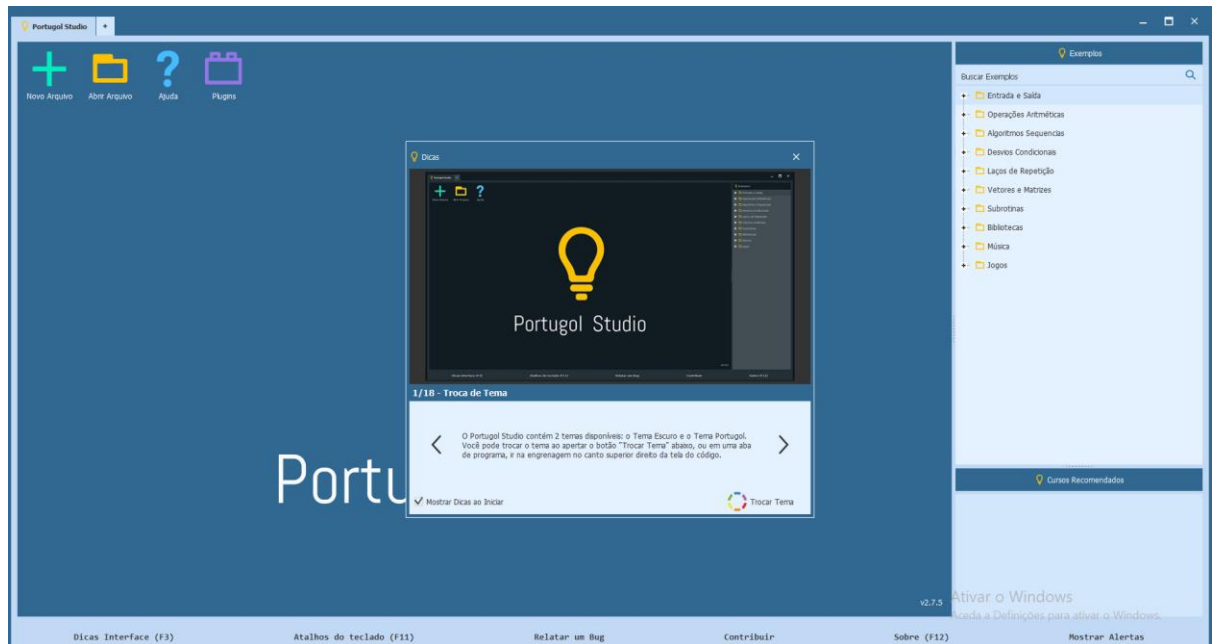 Portugol Studio
+
Novo Arquivo
Abrir Arquivo
Ajuda
Plugins
Portu
Dicas
Portugol Studio
1/18 - Troca de Tema
O Portugol Studio contém 2 temas disponíveis: o Tema Escuro e o Tema Portugol.
Você pode trocar o tema ao apertar o botão "Trocar Tema" abaixo, ou em uma aba
de programa, ir na engrenagem no canto superior direito da tela do código.
Mostrar Dicas ao Iniciar
Trocar Tema
Exemplos
Buscar Exemplos
Entrada e Saída
Operações Aritméticas
Algoritmos Sequencias
Desvios Condicionais
Laços de Repetição
Vetores e Matrizes
Subrotinas
Bibliotecas
Música
Jogos
Cursos Recomendados
v2.7.5
Ativar o Windows
Aceda a Definições para ativar o Windows.
Dicas Interface (F3)
Atalhos do teclado (F11)
Relatar um Bug
Contribuir
Sobre (F12)
Mostrar Alertas